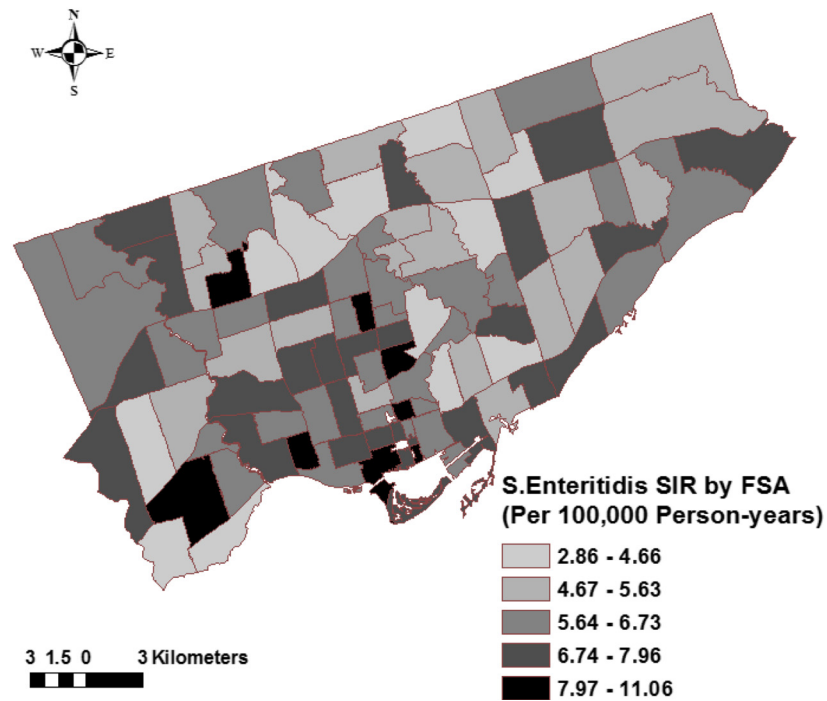 N
W E
S
S.Enteritidis SIR by FSA
(Per 100,000 Person-years)
2.86 - 4.66
4.67 - 5.63
5.64 - 6.73
6.74 - 7.96
7.97 - 11.06
3 1.5 0 3 Kilometers